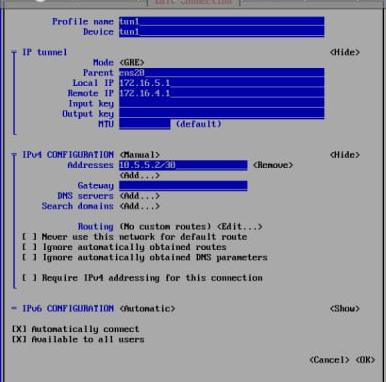 Edit Connection
Profile name tun1
Device tun1
IP tunnel <Hide>
Mode <GRE>
Parent ens20
Local IP 172.16.5.1
Remote IP 172.16.4.1
Input key
Output key
MTU (default)
IPv4 CONFIGURATION <Manual> <Hide>
Addresses 10.5.5.2/30 <Remove>
<Add...>
Gateway
DNS servers <Add...>
Search domains <Add...>
Routing (No custom routes) <Edit...>
[ ] Never use this network for default route
[ ] Ignore automatically obtained routes
[ ] Ignore automatically obtained DNS parameters
[ ] Require IPv4 addressing for this connection
IPv6 CONFIGURATION <Automatic> <Show>
[X] Automatically connect
[X] Available to all users
<Cancel> <OK>